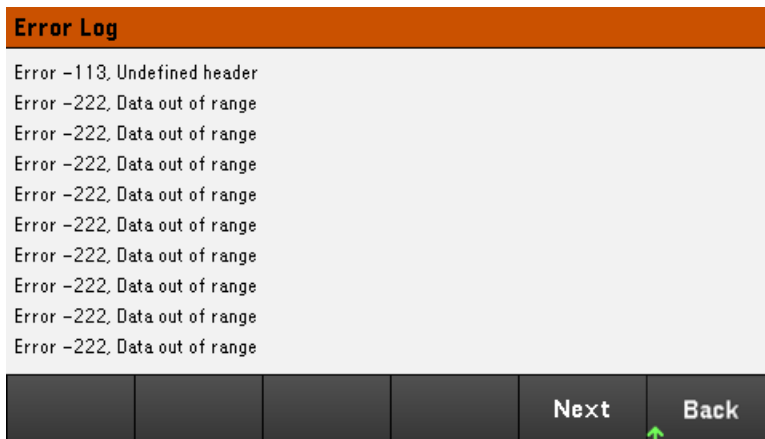 Error Log
Error -113, Undefined header
Error -222, Data out of range
Error -222, Data out of range
Error -222, Data out of range
Error -222, Data out of range
Error -222, Data out of range
Error -222, Data out of range
Error -222, Data out of range
Error -222, Data out of range
Error -222, Data out of range
Next Back